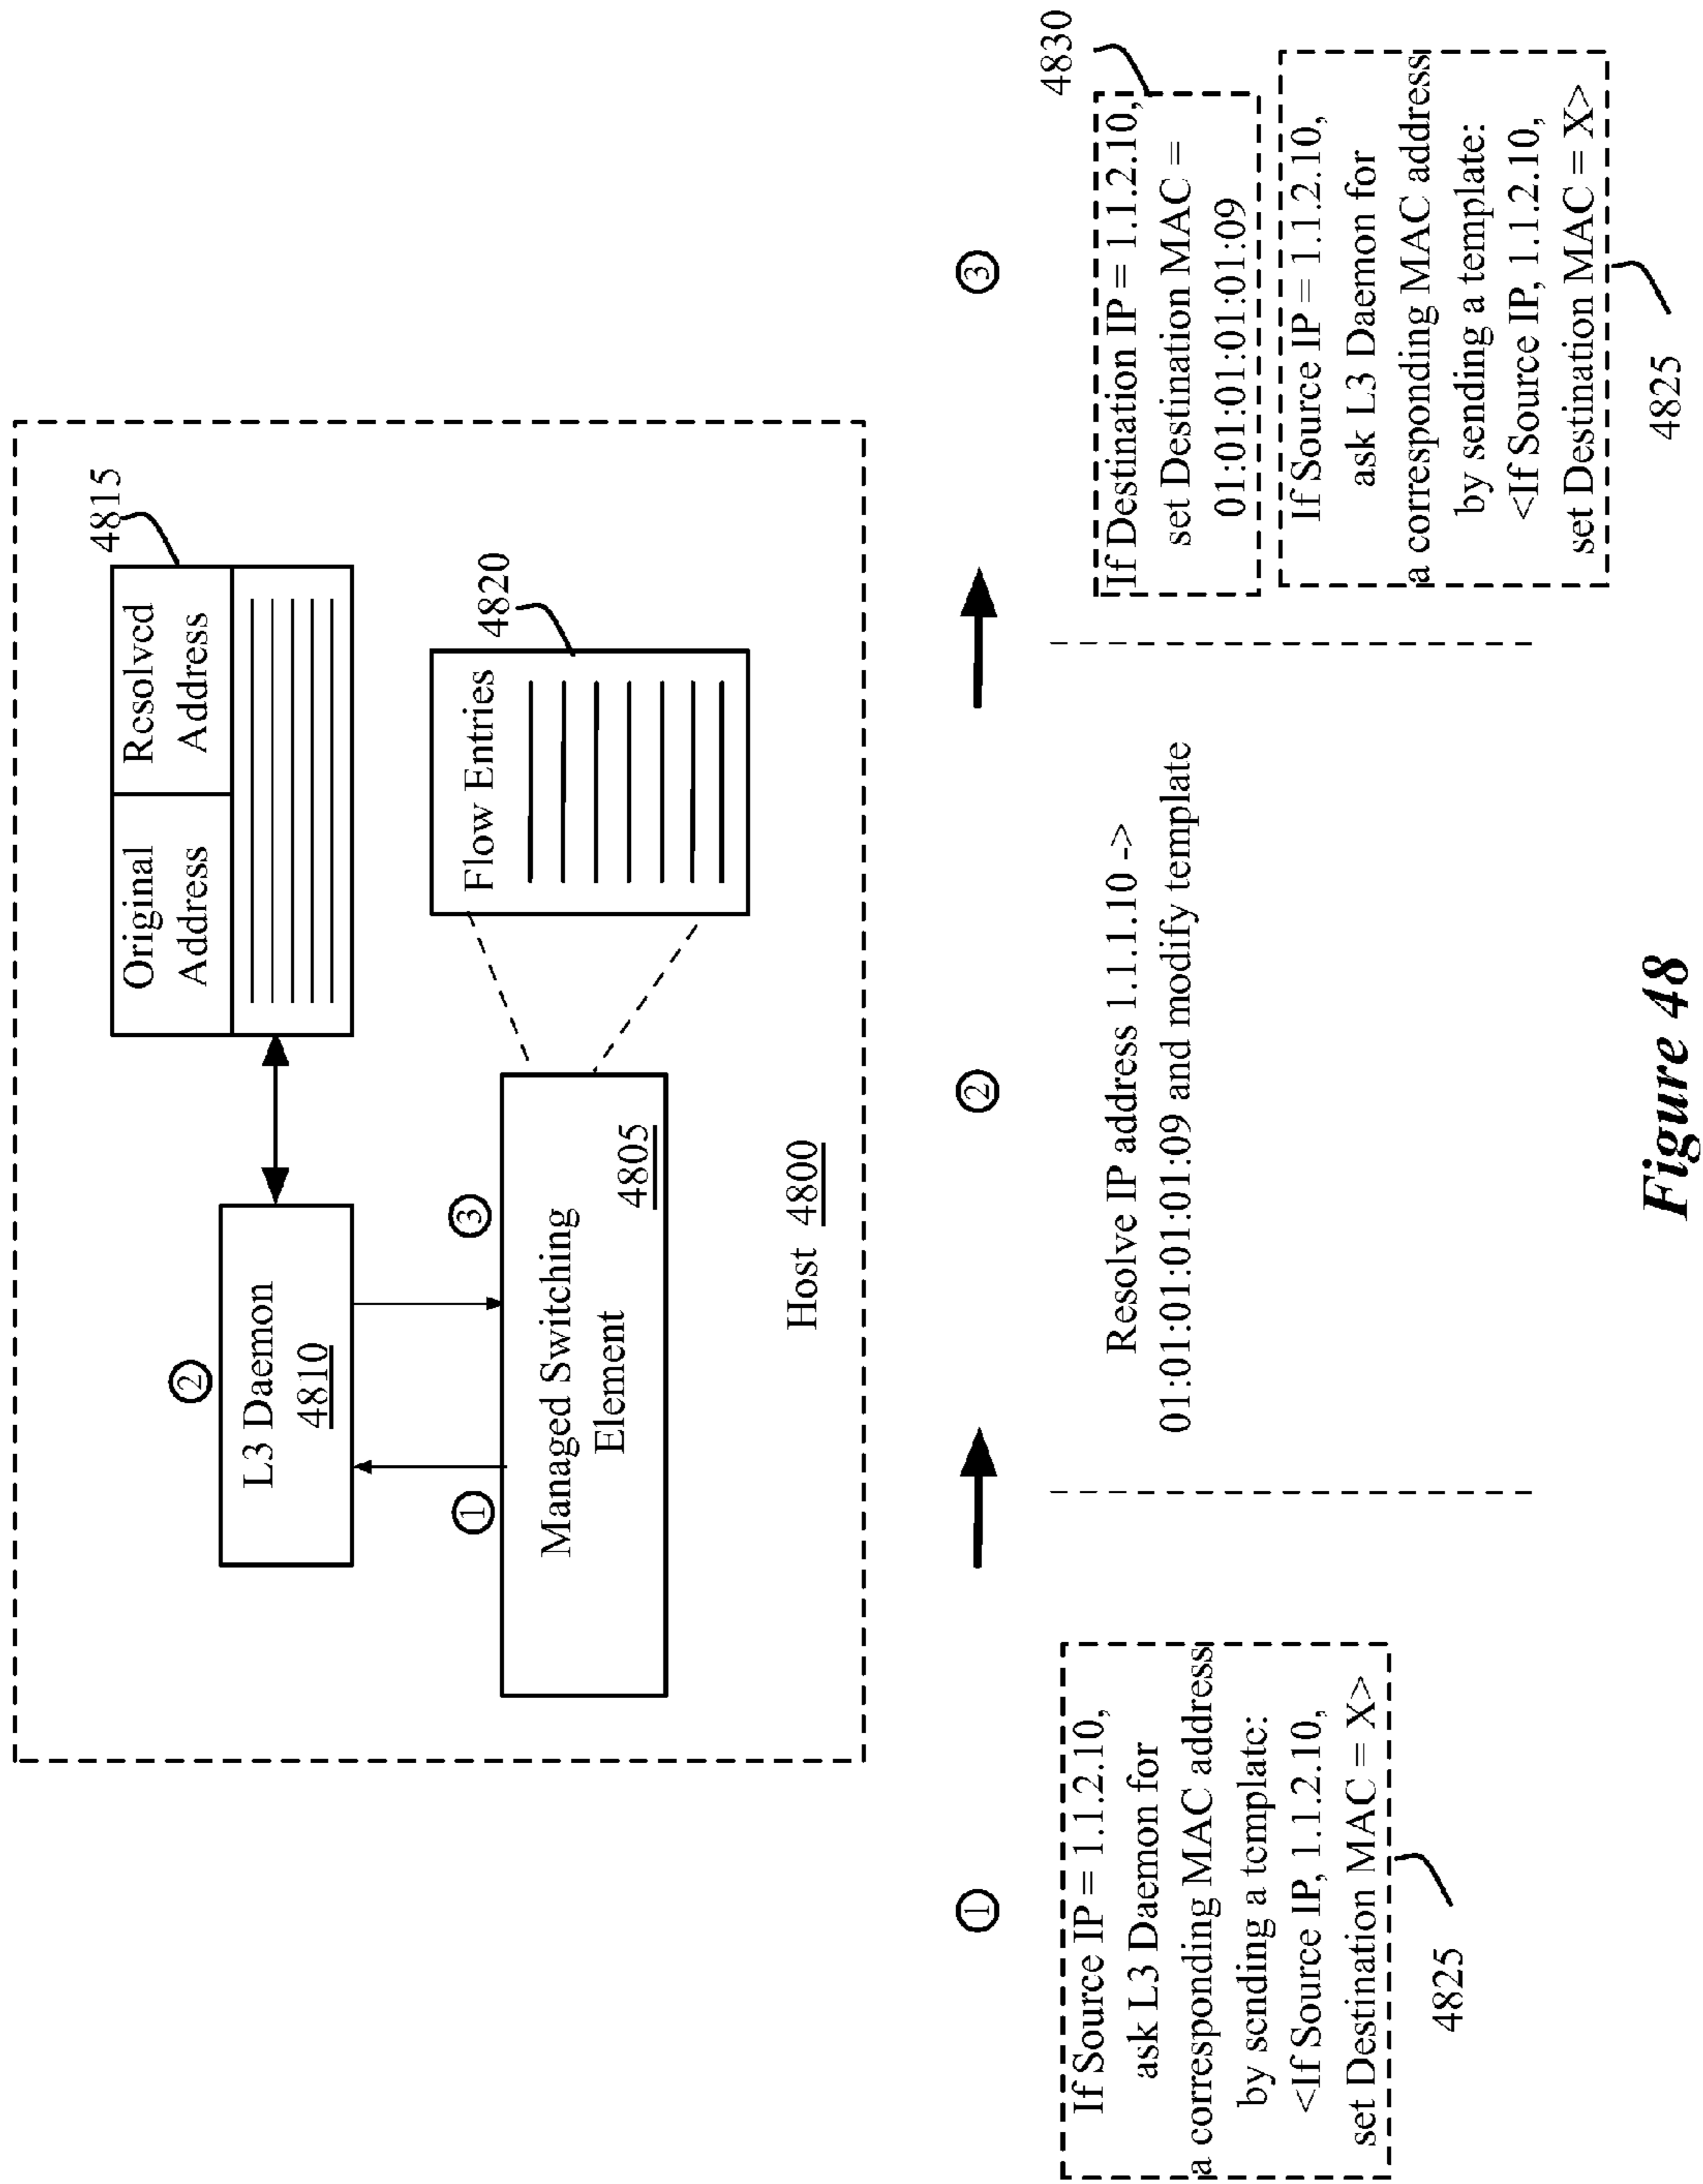 ②
L3 Daemon
4810
Original
Address
Resolved
Address
4815
①
③
Managed Switching
Element
4805
Flow Entries
4820
Host 4800
①
If Source IP = 1.1.2.10,
ask L3 Daemon for
a corresponding MAC address
by sending a template:
<If Source IP, 1.1.2.10,
set Destination MAC = X>
4825
②
Resolve IP address 1.1.1.10 ->
01:01:01:01:01:09 and modify template
③
4830
If Destination IP = 1.1.2.10,
set Destination MAC =
01:01:01:01:01:09
If Source IP = 1.1.2.10,
ask L3 Daemon for
a corresponding MAC address
by sending a template:
<If Source IP, 1.1.2.10,
set Destination MAC = X>
4825
Figure 48